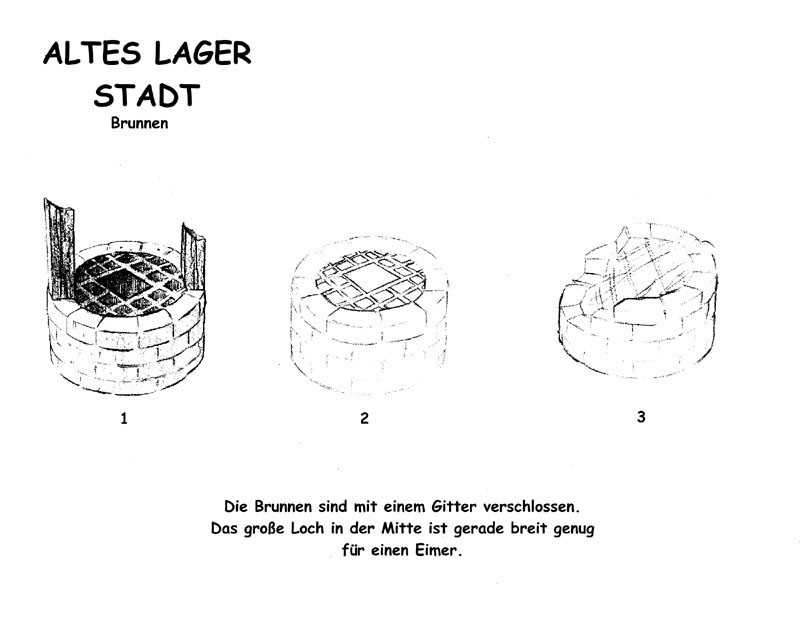 ALTES LAGER
STADT
Brunnen
1
2
3
Die Brunnen sind mit einem Gitter verschlossen.
Das große Loch in der Mitte ist gerade breit genug
für einen Eimer.